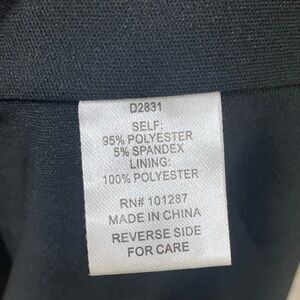 D2831
SELF:
95% POLYESTER
5% SPANDEX
LINING:
100% POLYESTER
RN# 101287
MADE IN CHINA
REVERSE SIDE
FOR CARE